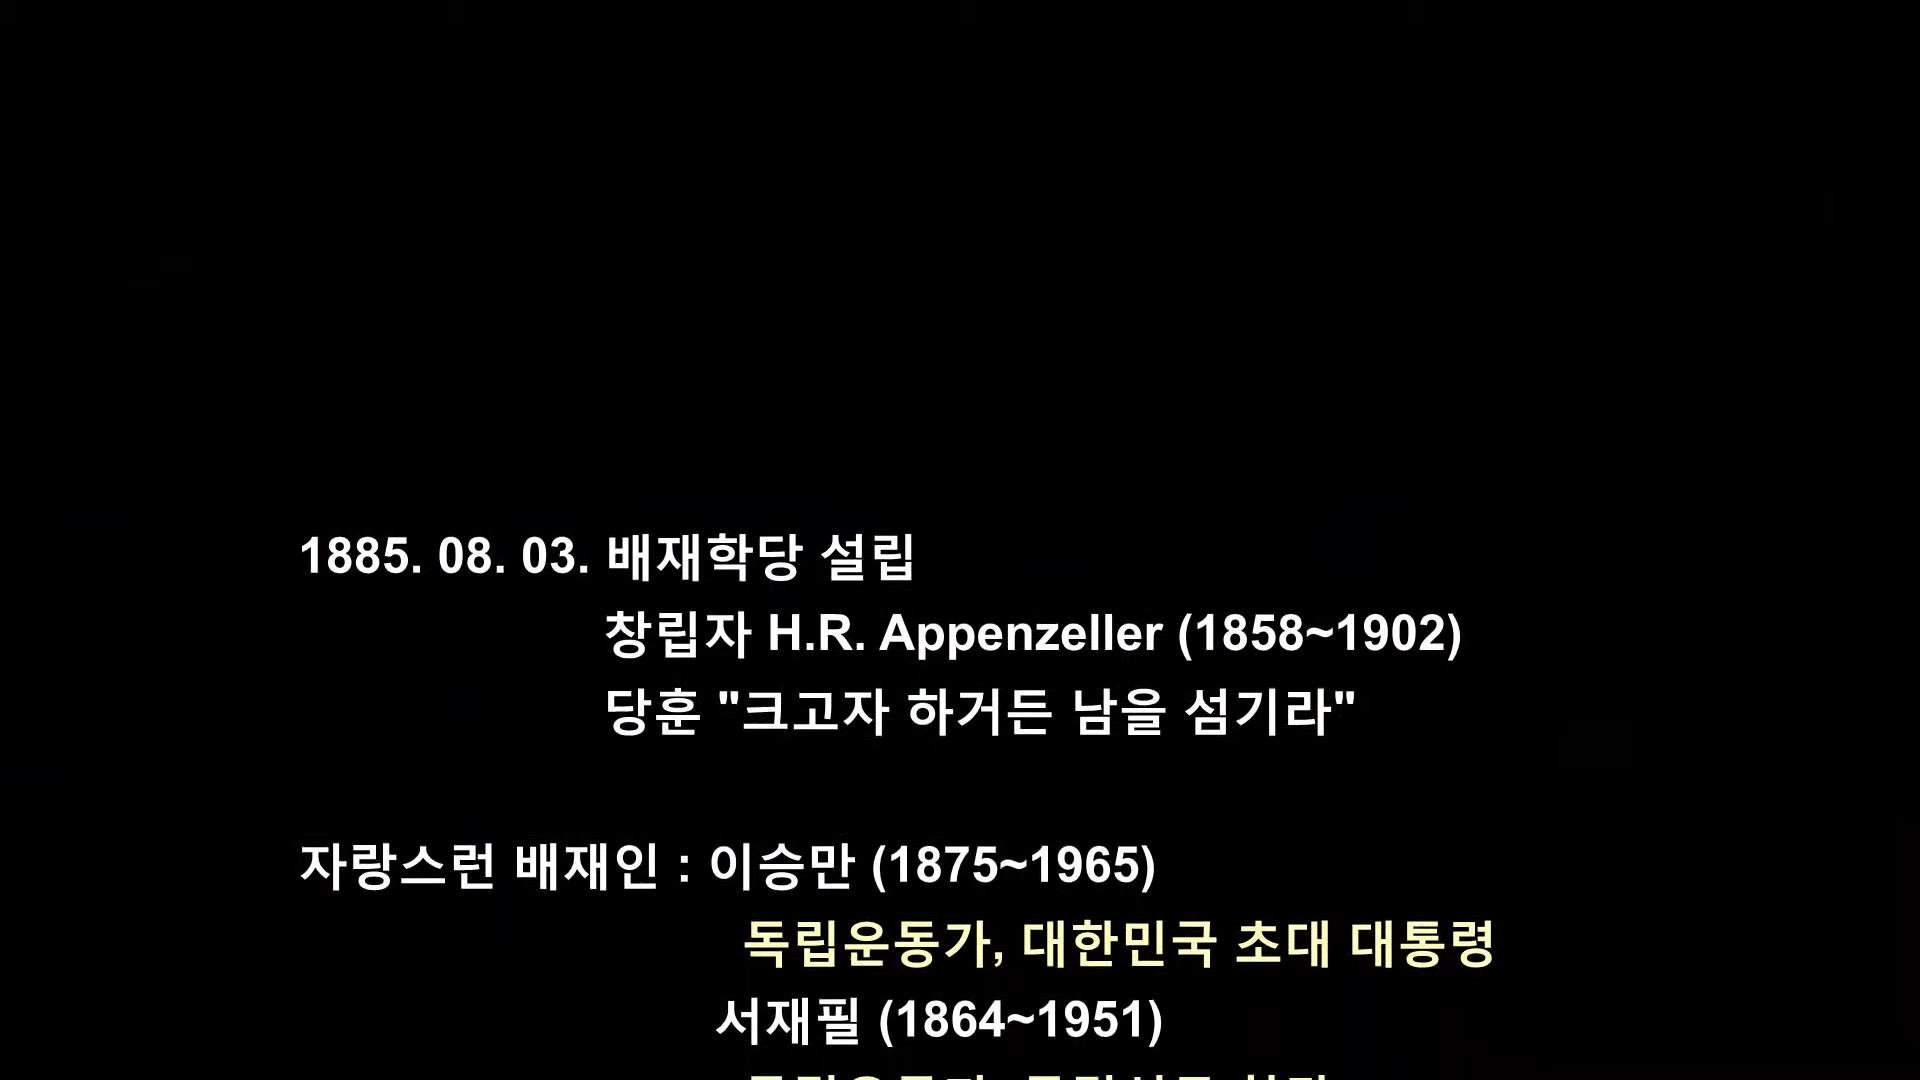 1885. 08. 03. 배재학당 설립
창립자 H.R. Appenzeller (1858~1902)
당훈 "크고자 하거든 남을 섬기라"
자랑스런 배재인 : 이승만 (1875~1965)
독립운동가, 대한민국 초대 대통령
서재필 (1864~1951)